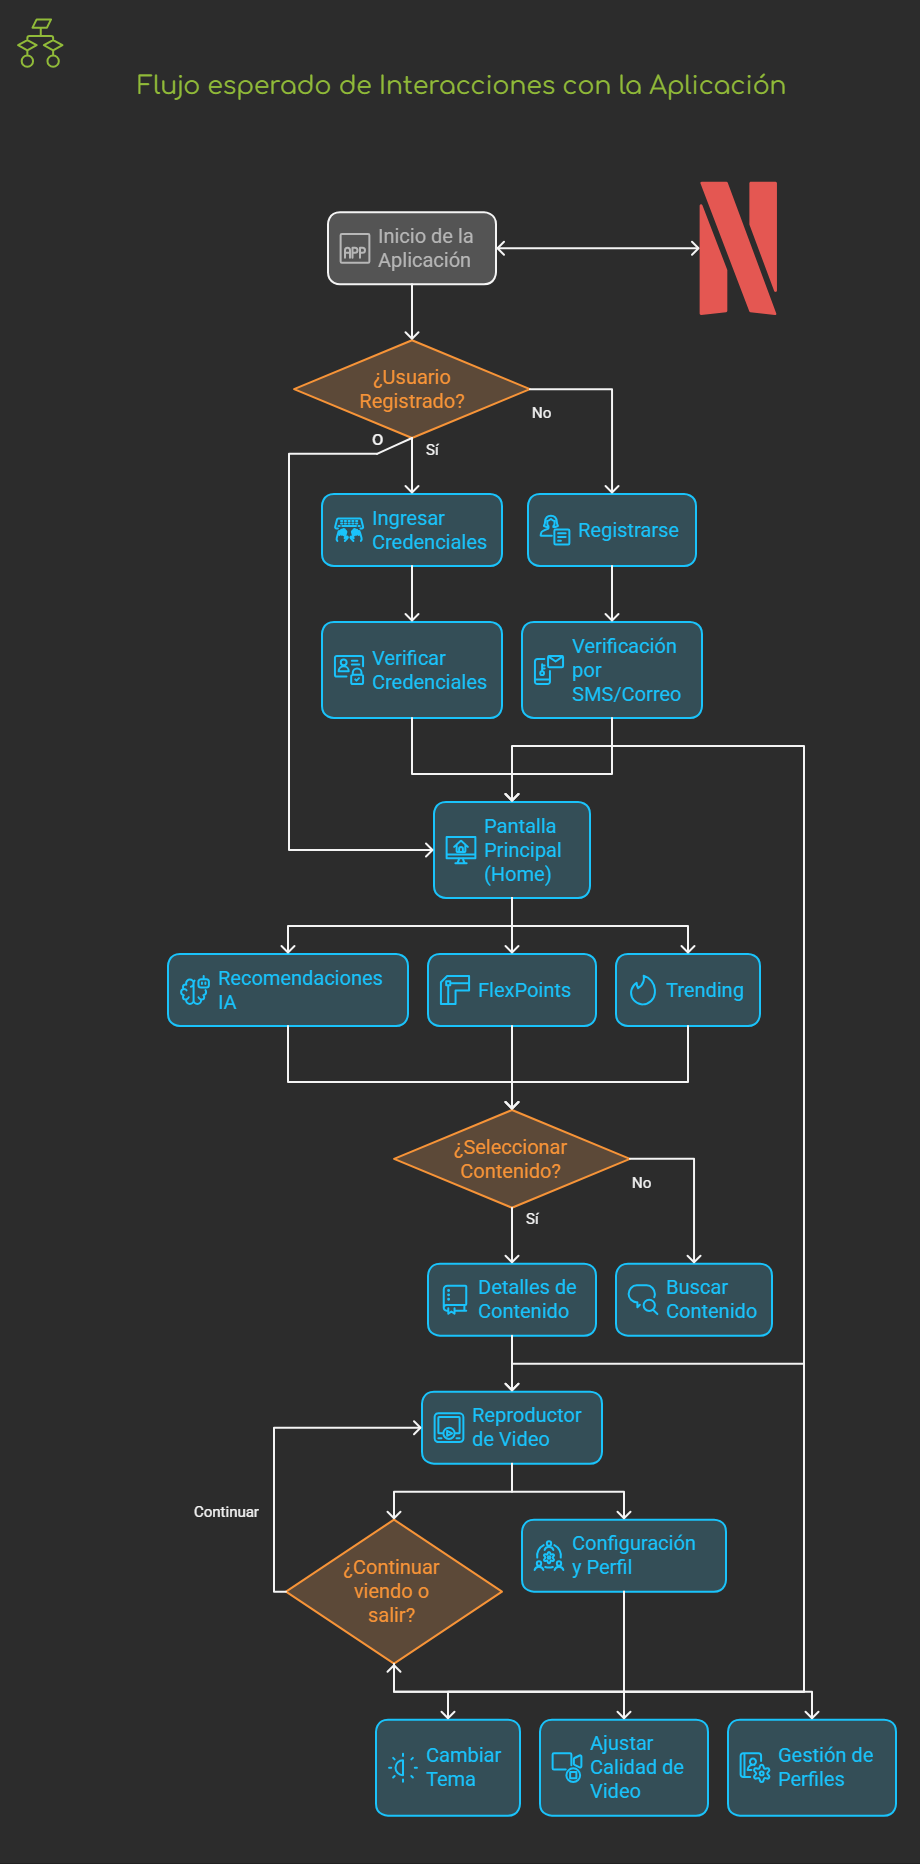 Flujo esperado de Interacciones con la Aplicación
APP
Inicio de la
Aplicación
¿Usuario
Registrado?
No
O
Sí
Ingresar
Credenciales
Registrarse
Verificar
Credenciales
Verificación
por
SMS/Correo
Pantalla
Principal
(Home)
Recomendaciones
IA
FlexPoints
Trending
¿Seleccionar
Contenido?
No
Sí
Detalles de
Contenido
Buscar
Contenido
Reproductor
de Video
Continuar
Configuración
y Perfil
¿Continuar
viendo o
salir?
Cambiar
Tema
Ajustar
Calidad de
Video
Gestión de
Perfiles